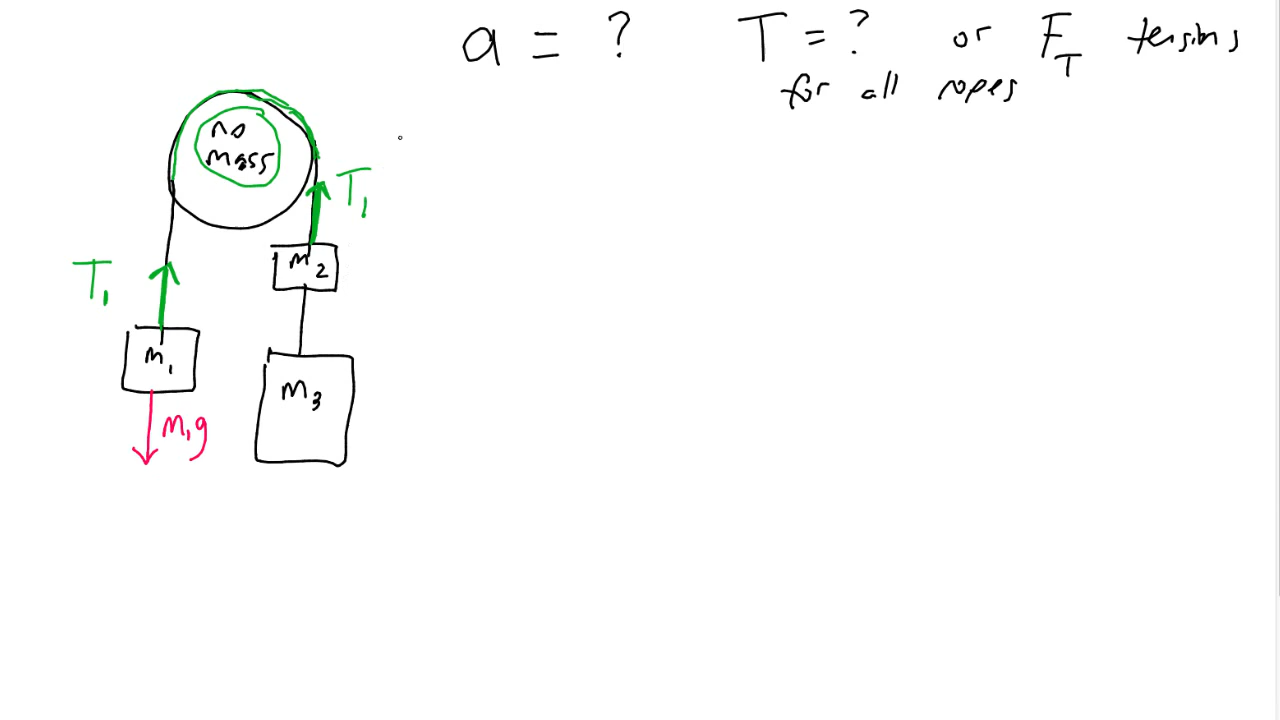 a = ? T = ? or F_T tensions
for all ropes
no
mass
T₁
m₂
T₁
m₁
m₃
m₁g